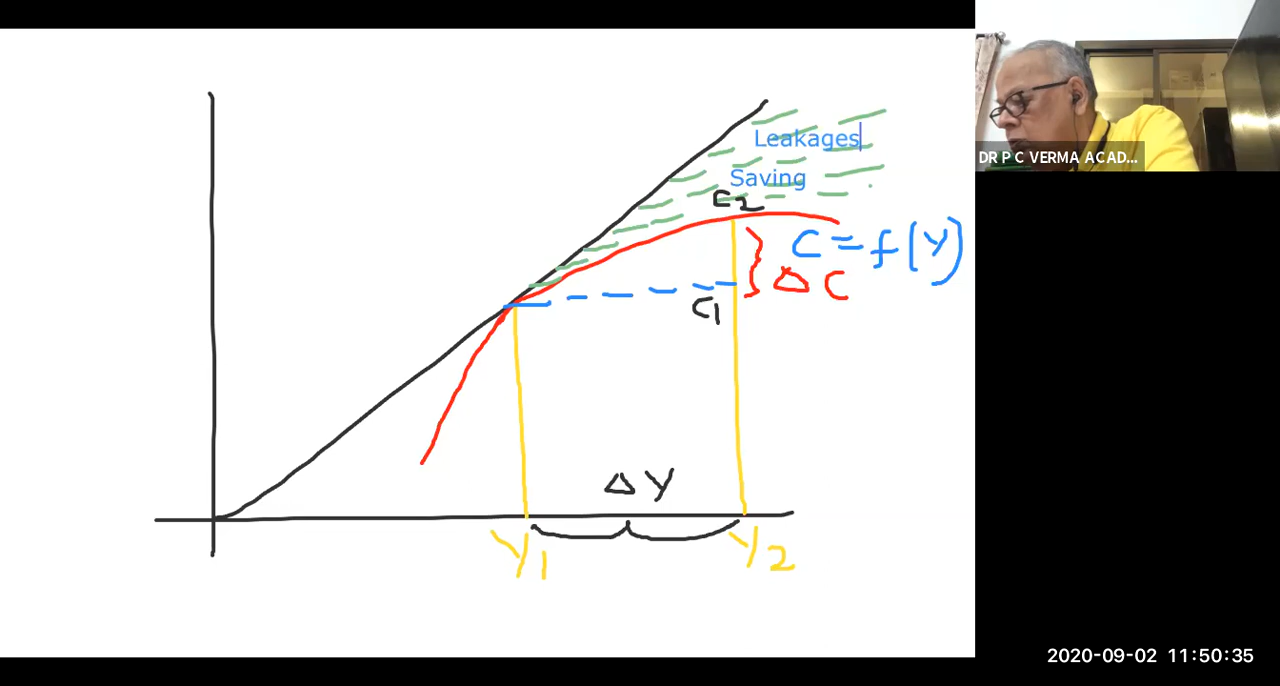 Leakages
Saving
C2
C = f(Y)
ΔC
C1
ΔY
Y1
Y2
DR P C VERMA ACAD...
2020-09-02 11:50:35